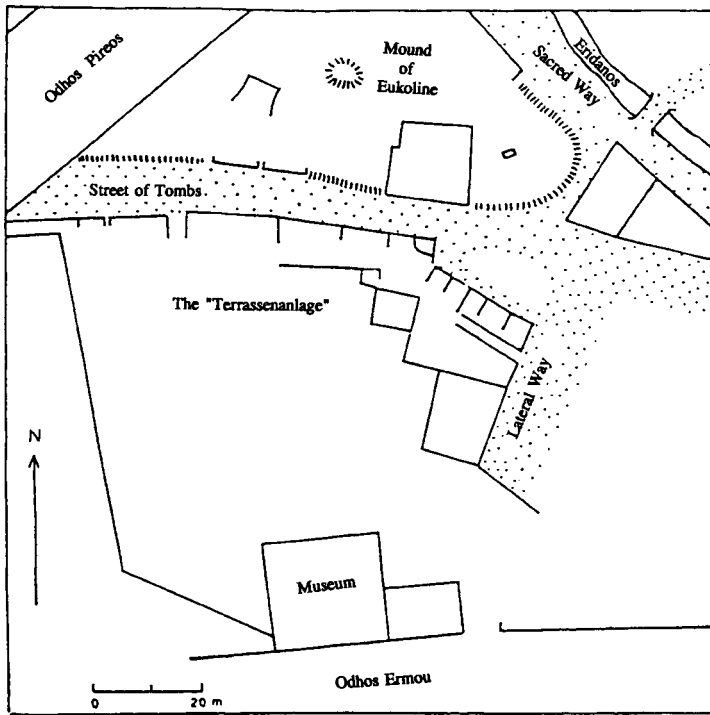 Odhos Pireos
Mound
of
Eukoline
Sacred Way
Eridanos
Street of Tombs
The "Terrassenanlage"
Lateral Way
N
Museum
0 20 m
Odhos Ermou